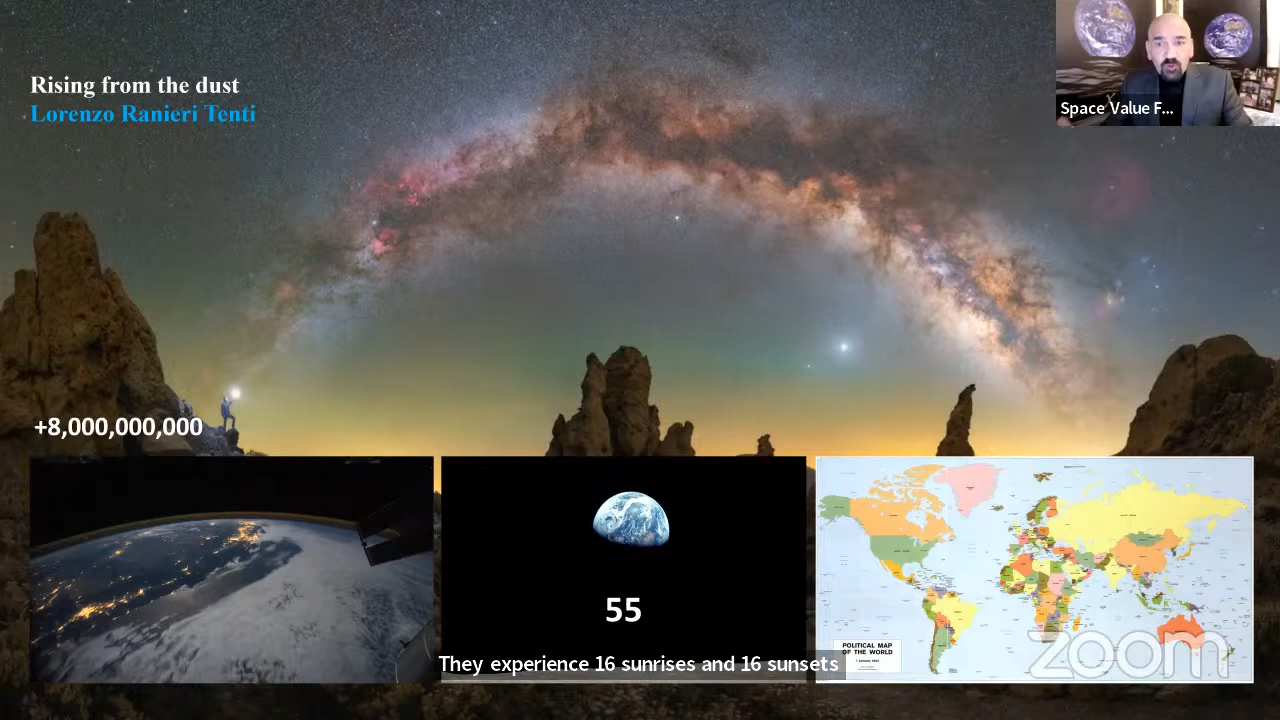 Rising from the dust
Lorenzo Ranieri Tenti
Space Value F...
+8,000,000,000
55
They experience 16 sunrises and 16 sunsets
POLITICAL MAP
OF THE WORLD
zoom